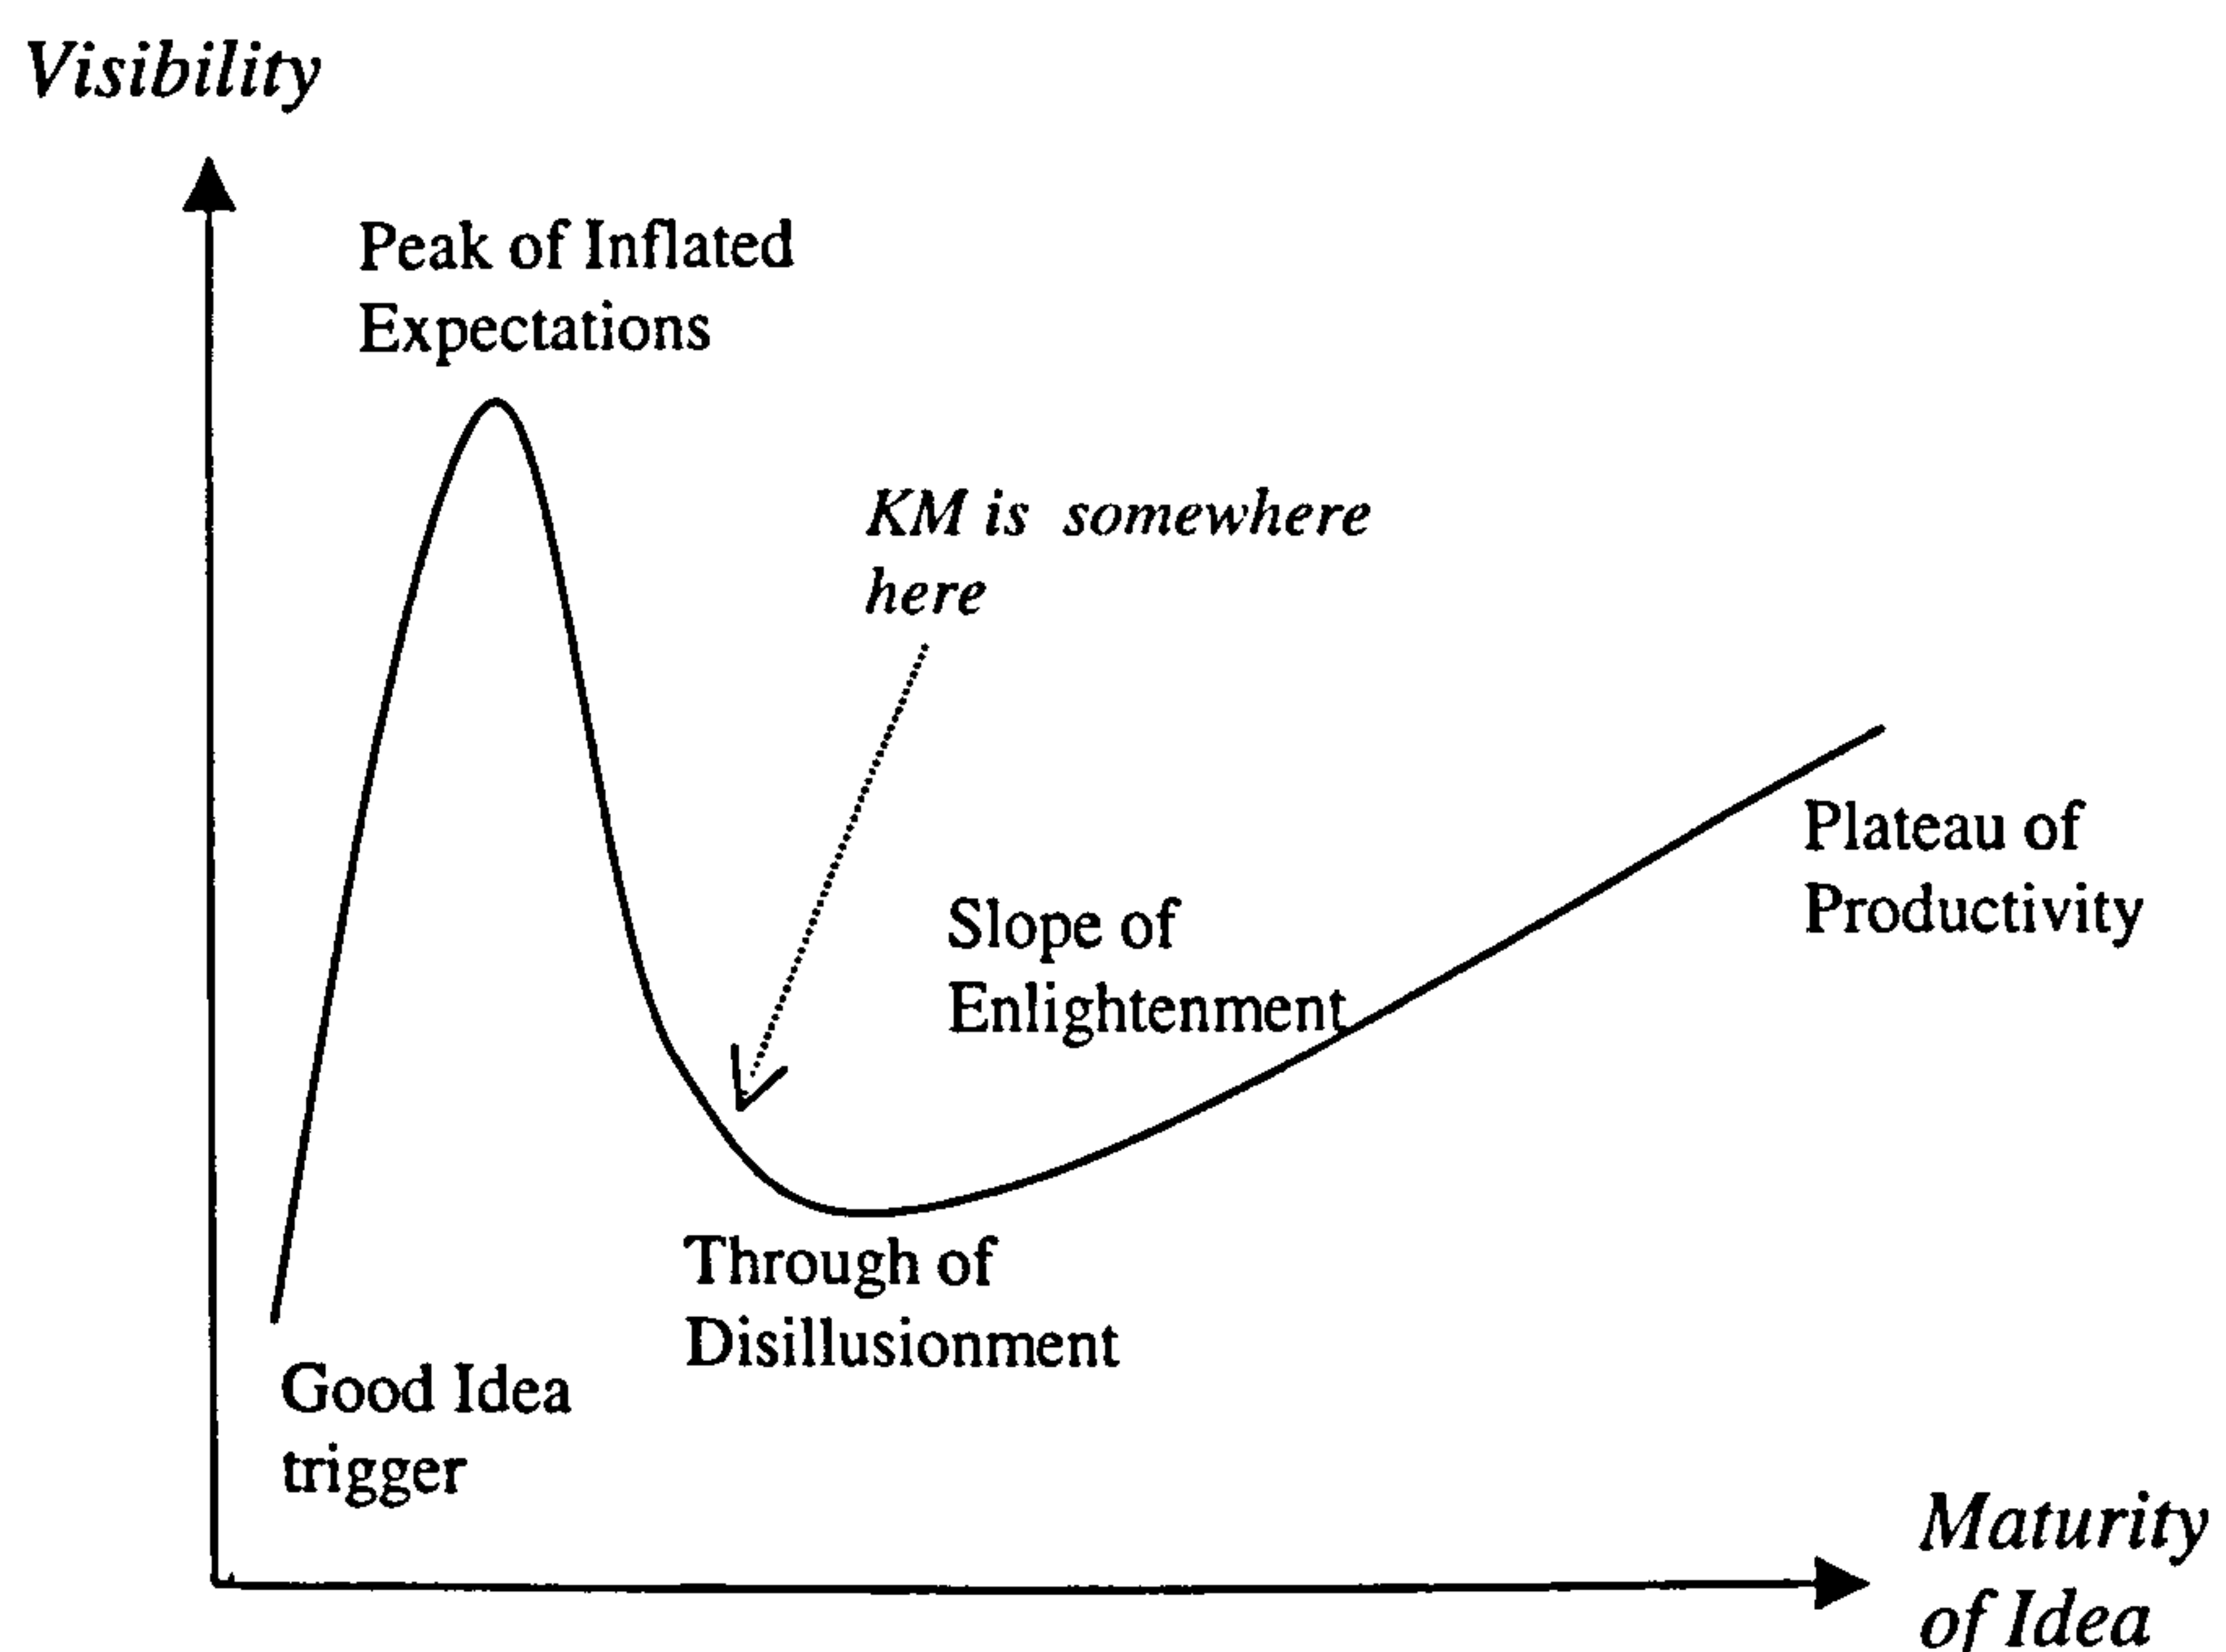 Visibility
Peak of Inflated
Expectations
KM is somewhere
here
Plateau of
Productivity
Slope of
Enlightenment
Through of
Disillusionment
Good Idea
trigger
Maturity
of Idea